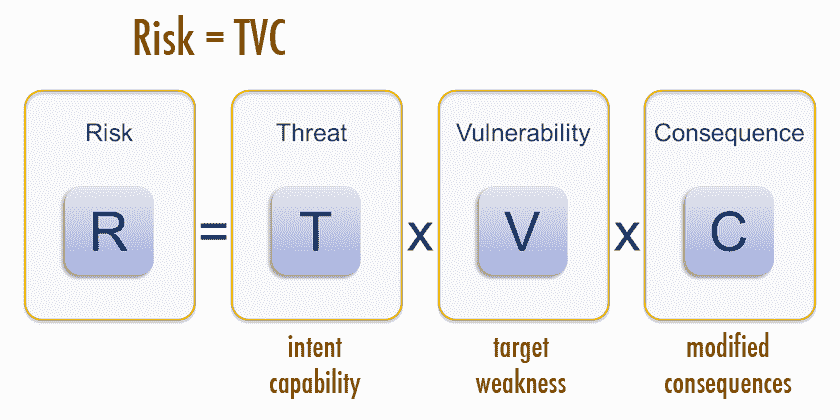 Risk = TVC
Risk Threat Vulnerability Consequence
R = T x V x C
intent target modified
capability weakness consequences